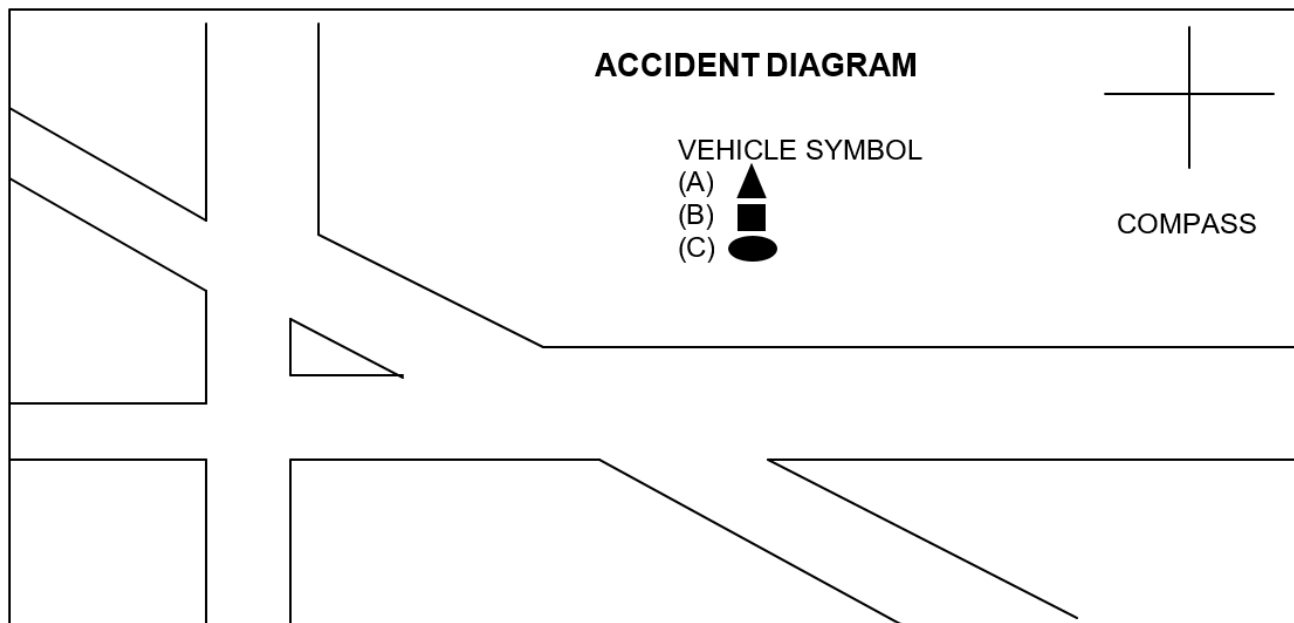 ACCIDENT DIAGRAM
VEHICLE SYMBOL
(A)
(B)
(C)
COMPASS